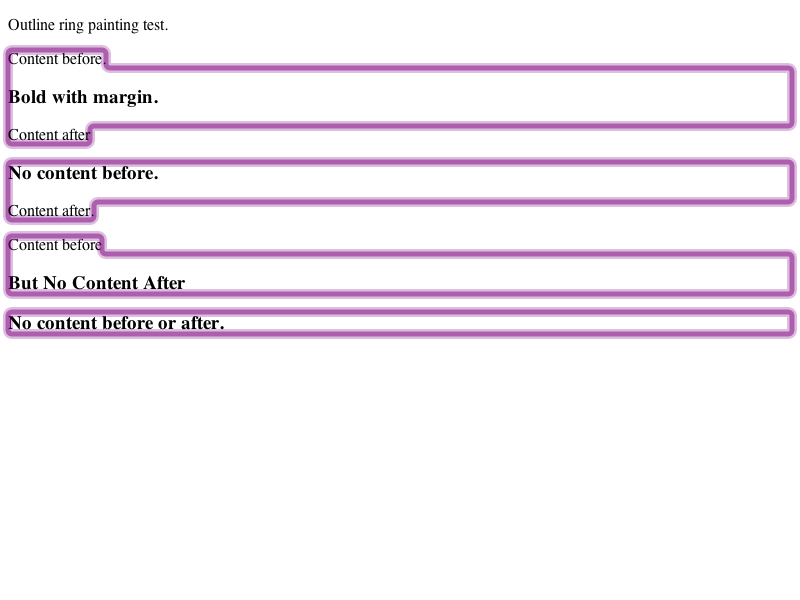 Outline ring painting test.
Content before.
Bold with margin.
Content after
No content before.
Content after.
Content before
But No Content After
No content before or after.